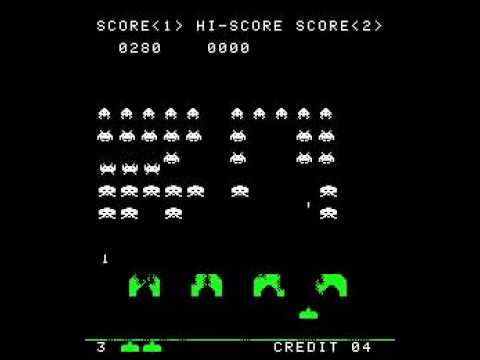 SCORE<1> HI-SCORE SCORE<2>
0280 0000
3 CREDIT 04